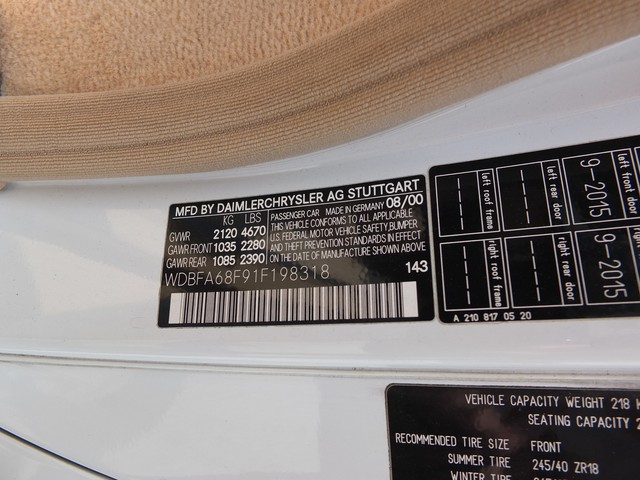 MFD BY DAIMLERCHRYSLER AG STUTTGART
KG LBS
GVWR 2120 4670
GAWR FRONT 1035 2280
GAWR REAR 1085 2390
PASSENGER CAR MADE IN GERMANY 08/00
THIS VEHICLE CONFORMS TO ALL APPLICABLE
U.S. FEDERAL MOTOR VEHICLE SAFETY, BUMPER
AND THEFT PREVENTION STANDARDS IN EFFECT
ON THE DATE OF MANUFACTURE SHOWN ABOVE.
WDBFA68F91F198318
143
right roof frame
left rear door
9-2015
left front door
left roof frame
right rear door
9-2015
A 210 817 05 20
VEHICLE CAPACITY WEIGHT 218 K
SEATING CAPACITY 2
RECOMMENDED TIRE SIZE FRONT
SUMMER TIRE 245/40 ZR18
WINTER TIRE